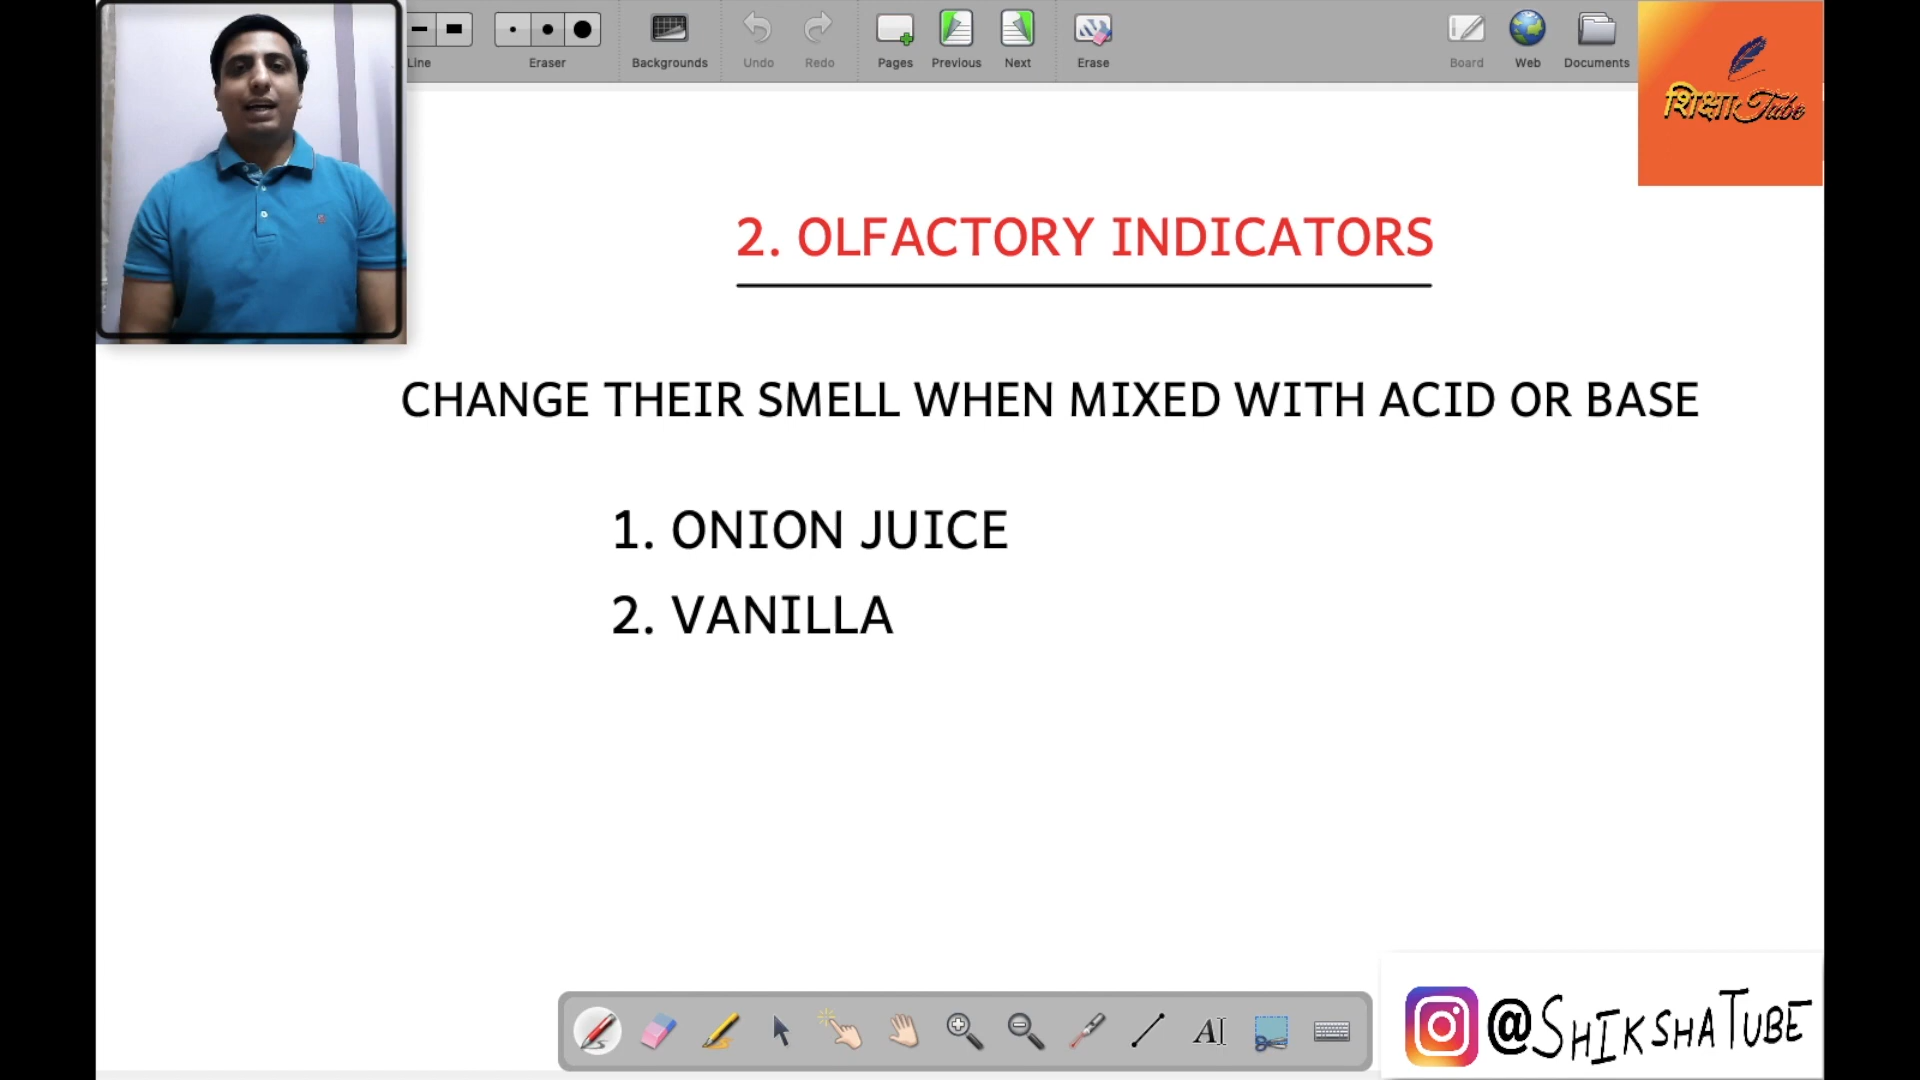 Line
Eraser
Backgrounds
Undo
Redo
Pages
Previous
Next
Erase
Board
Web
Documents
शिक्षा Tube
2. OLFACTORY INDICATORS
CHANGE THEIR SMELL WHEN MIXED WITH ACID OR BASE
1. ONION JUICE
2. VANILLA
AI
@SHIKSHATUBE